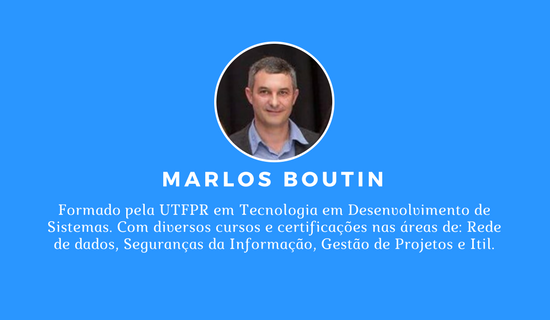 MARLOS BOUTIN
Formado pela UTFPR em Tecnologia em Desenvolvimento de
Sistemas. Com diversos cursos e certificações nas áreas de: Rede
de dados, Seguranças da Informação, Gestão de Projetos e Itil.